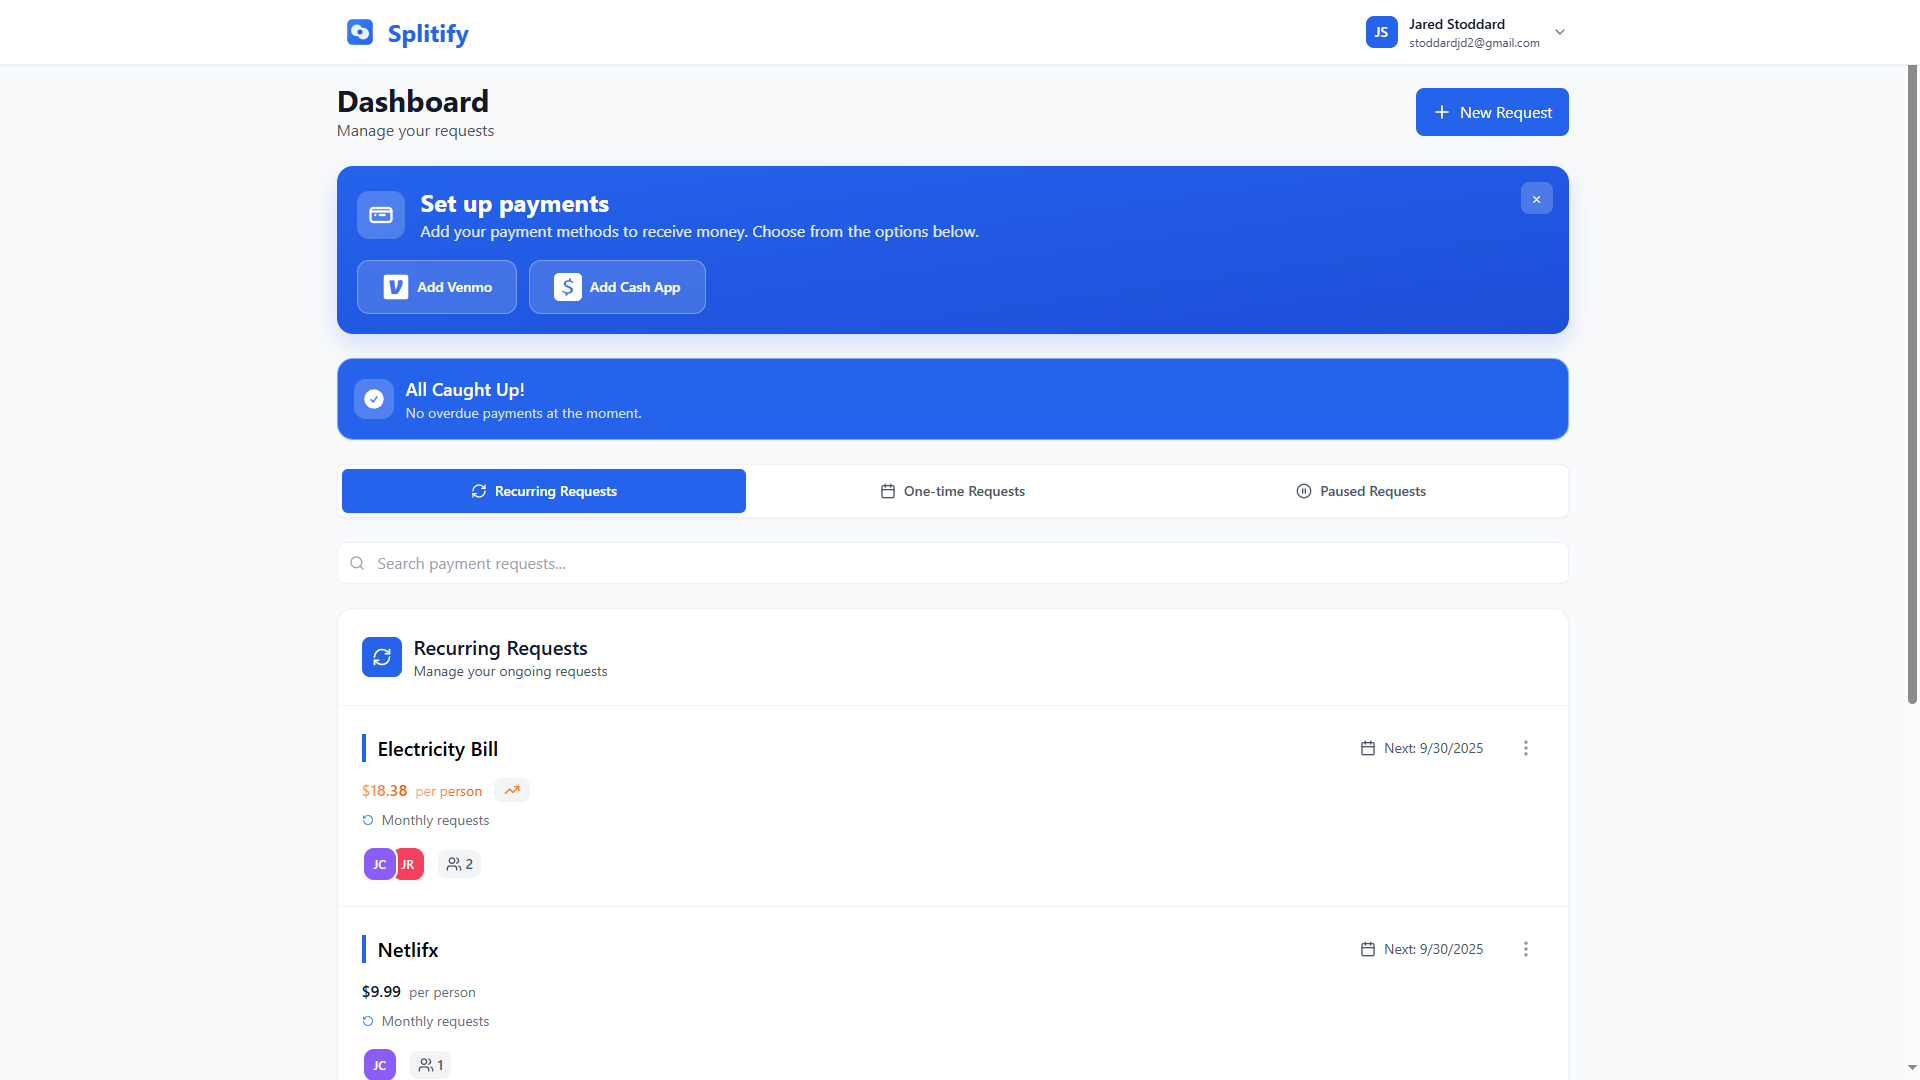 Splitify
JS
Jared Stoddard
stoddardjd2@gmail.com
Dashboard
Manage your requests
New Request
Set up payments
Add your payment methods to receive money. Choose from the options below.
Add Venmo
Add Cash App
All Caught Up!
No overdue payments at the moment.
Recurring Requests
One-time Requests
Paused Requests
Search payment requests...
Recurring Requests
Manage your ongoing requests
Electricity Bill
Next: 9/30/2025
$18.38 per person
Monthly requests
JC JR 2
Netlifx
Next: 9/30/2025
$9.99 per person
Monthly requests
JC 1